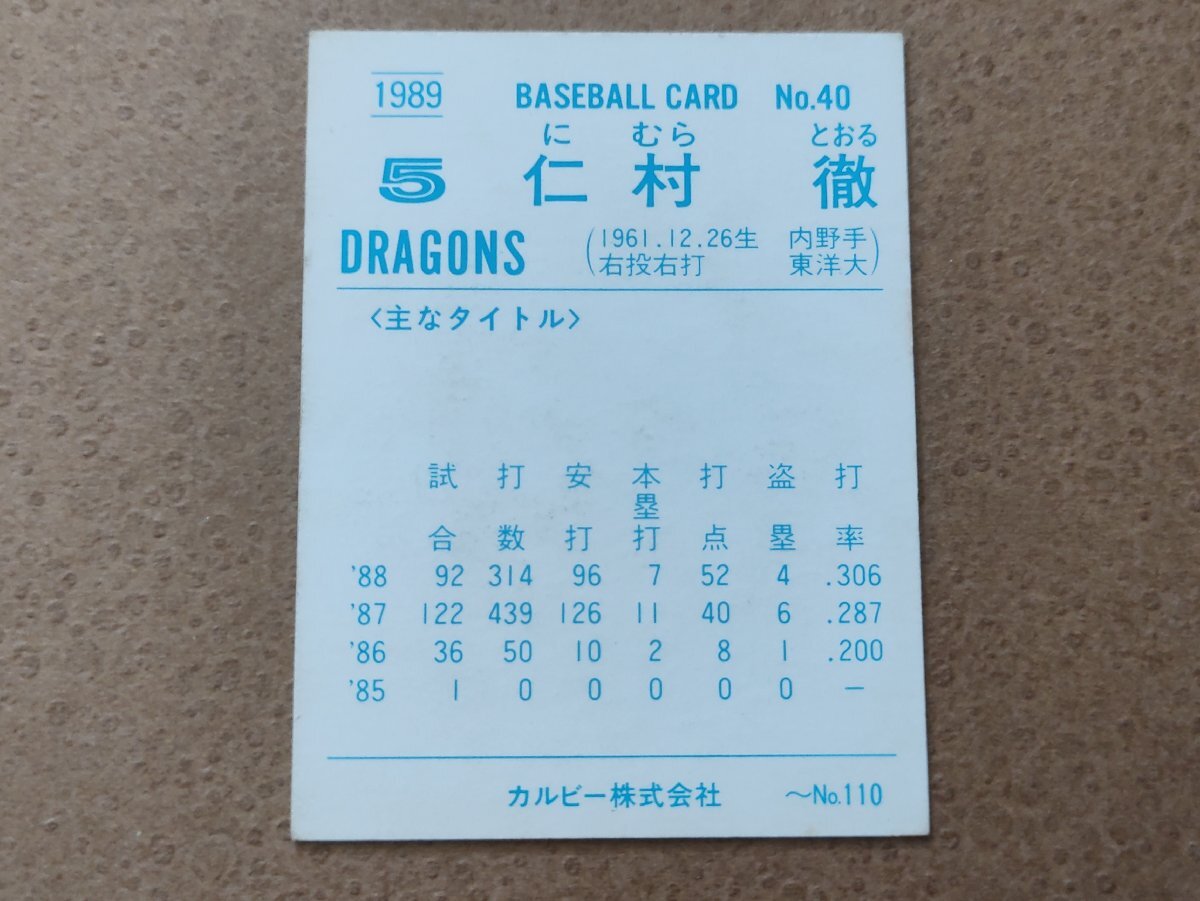 1989 BASEBALL CARD No.40
に むら とおる
5 仁村 徹
DRAGONS
(1961.12.26生 内野手
右投右打 東洋大)
〈主なタイトル〉
試合 打数 安打 本塁打 打点 盗塁 打率
'88 92 314 96 7 52 4 .306
'87 122 439 126 11 40 6 .287
'86 36 50 10 2 8 1 .200
'85 1 0 0 0 0 0 —
カルビー株式会社 〜No.110